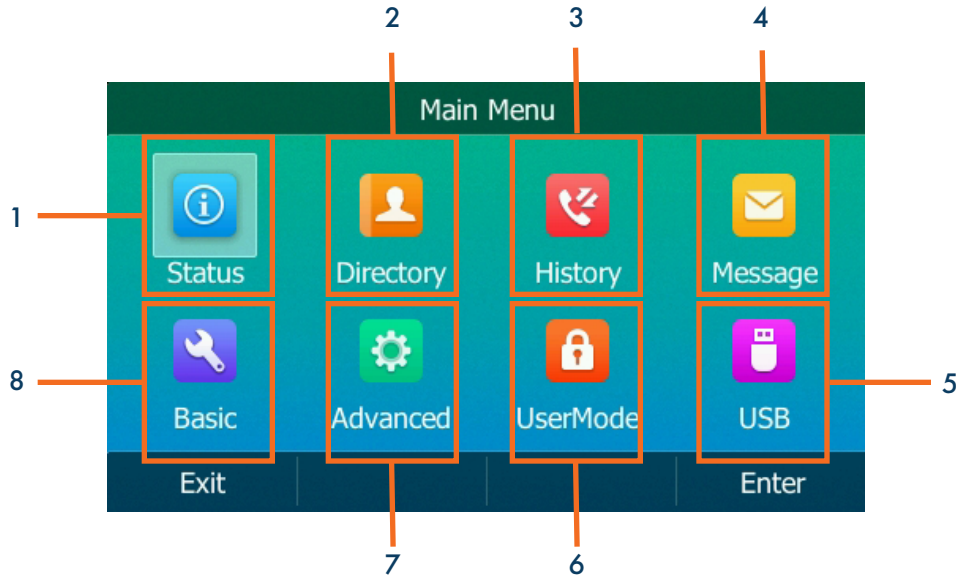 2 3 4
Main Menu
1
Status Directory History Message
8 5
Basic Advanced UserMode USB
Exit Enter
7 6